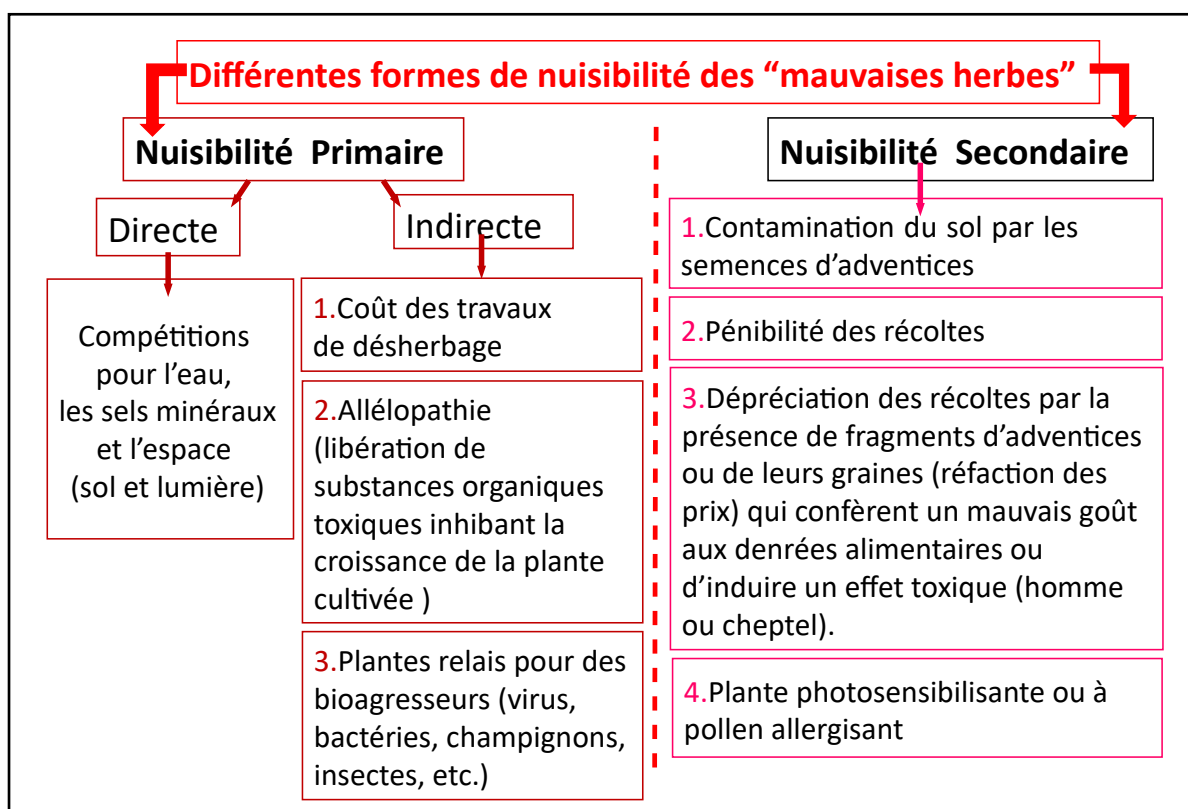 Différentes formes de nuisibilité des “mauvaises herbes”
Nuisibilité Primaire
Directe
Compétitions
pour l’eau,
les sels minéraux
et l’espace
(sol et lumière)
Indirecte
1.Coût des travaux
de désherbage
2.Allélopathie
(libération de
substances organiques
toxiques inhibant la
croissance de la plante
cultivée )
3.Plantes relais pour des
bioagresseurs (virus,
bactéries, champignons,
insectes, etc.)
Nuisibilité Secondaire
1.Contamination du sol par les
semences d’adventices
2.Pénibilité des récoltes
3.Dépréciation des récoltes par la
présence de fragments d’adventices
ou de leurs graines (réfaction des
prix) qui confèrent un mauvais goût
aux denrées alimentaires ou
d’induire un effet toxique (homme
ou cheptel).
4.Plante photosensibilisante ou à
pollen allergisant